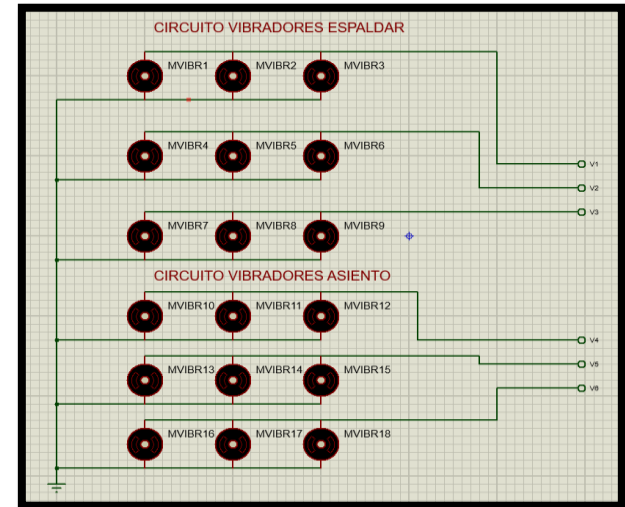 CIRCUITO VIBRADORES ESPALDAR
MVIBR1 MVIBR2 MVIBR3
MVIBR4 MVIBR5 MVIBR6
V1
V2
V3
MVIBR7 MVIBR8 MVIBR9
CIRCUITO VIBRADORES ASIENTO
MVIBR10 MVIBR11 MVIBR12
V4
V5
MVIBR13 MVIBR14 MVIBR15
V6
MVIBR16 MVIBR17 MVIBR18